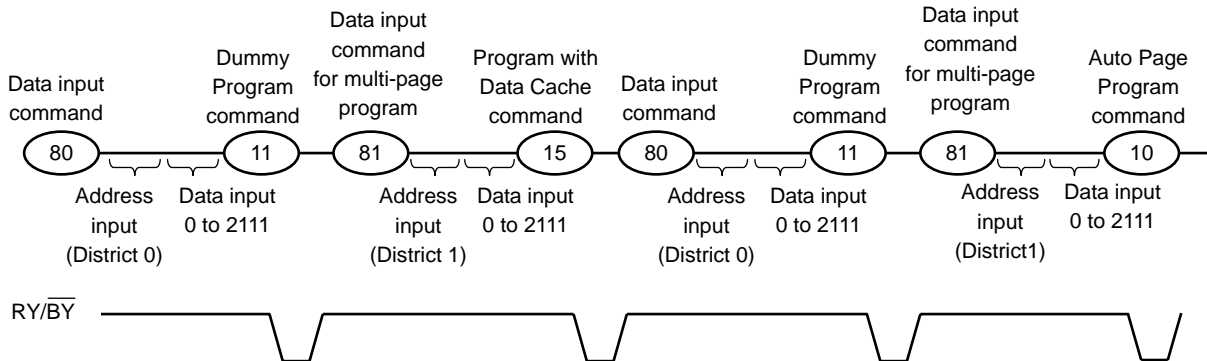 Data input
command
80
Address
input
(District 0)
Data input
0 to 2111
Dummy
Program
command
11
Data input
command
for multi-page
program
81
Address
input
(District 1)
Data input
0 to 2111
Program with
Data Cache
command
15
Data input
command
80
Address
input
(District 0)
Data input
0 to 2111
Dummy
Program
command
11
Data input
command
for multi-page
program
81
Address
input
(District1)
Data input
0 to 2111
Auto Page
Program
command
10
RY/B̅Y̅